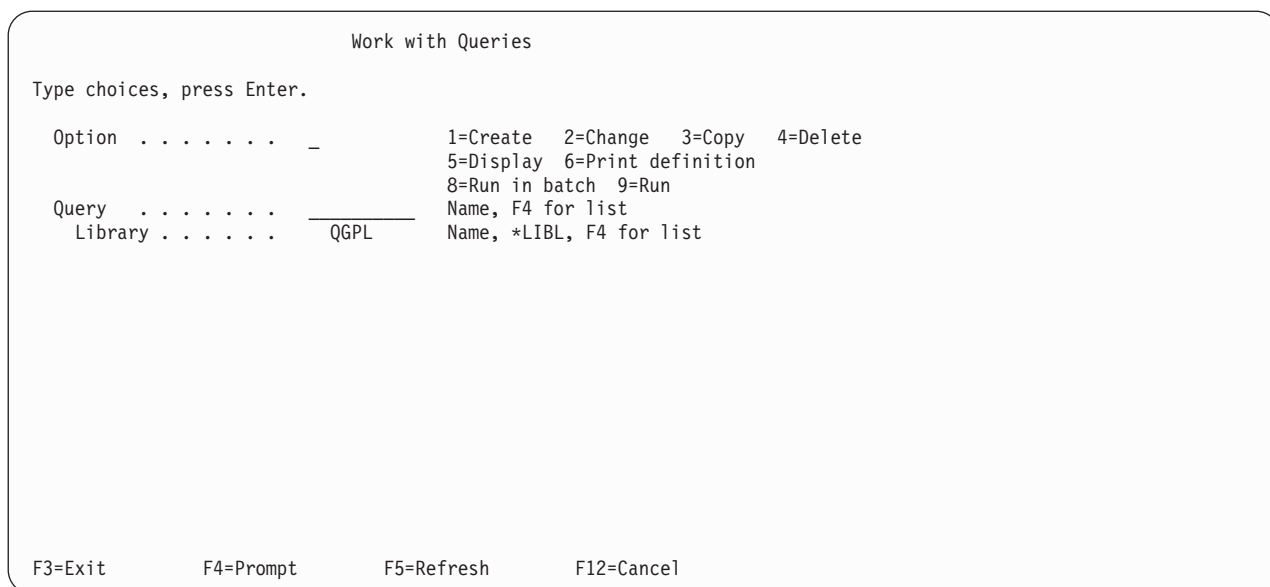 Work with Queries
Type choices, press Enter.
Option . . . . . . . _ 1=Create 2=Change 3=Copy 4=Delete
5=Display 6=Print definition
8=Run in batch 9=Run
Query . . . . . . . __________ Name, F4 for list
Library . . . . . . QGPL Name, *LIBL, F4 for list
F3=Exit F4=Prompt F5=Refresh F12=Cancel